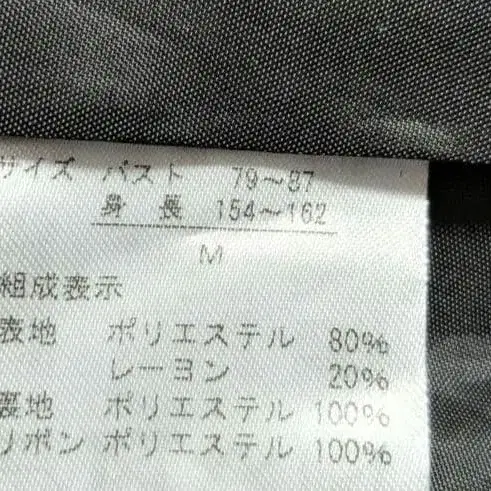 サイズ バスト 79～87
身長 154～162
M
組成表示
表地 ポリエステル 80%
レーヨン 20%
裏地 ポリエステル 100%
リボン ポリエステル 100%